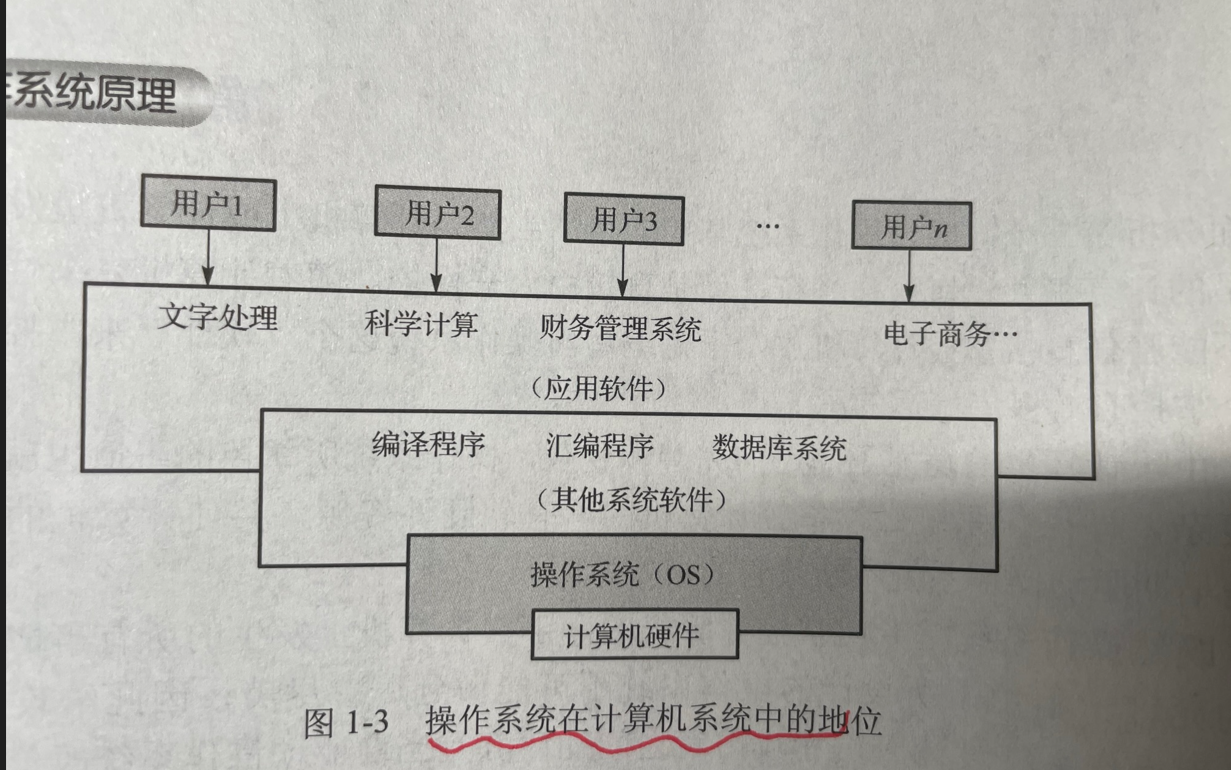 系统原理
用户1 用户2 用户3 … 用户n
文字处理 科学计算 财务管理系统 电子商务…
（应用软件）
编译程序 汇编程序 数据库系统
（其他系统软件）
操作系统（OS）
计算机硬件
图 1-3 操作系统在计算机系统中的地位